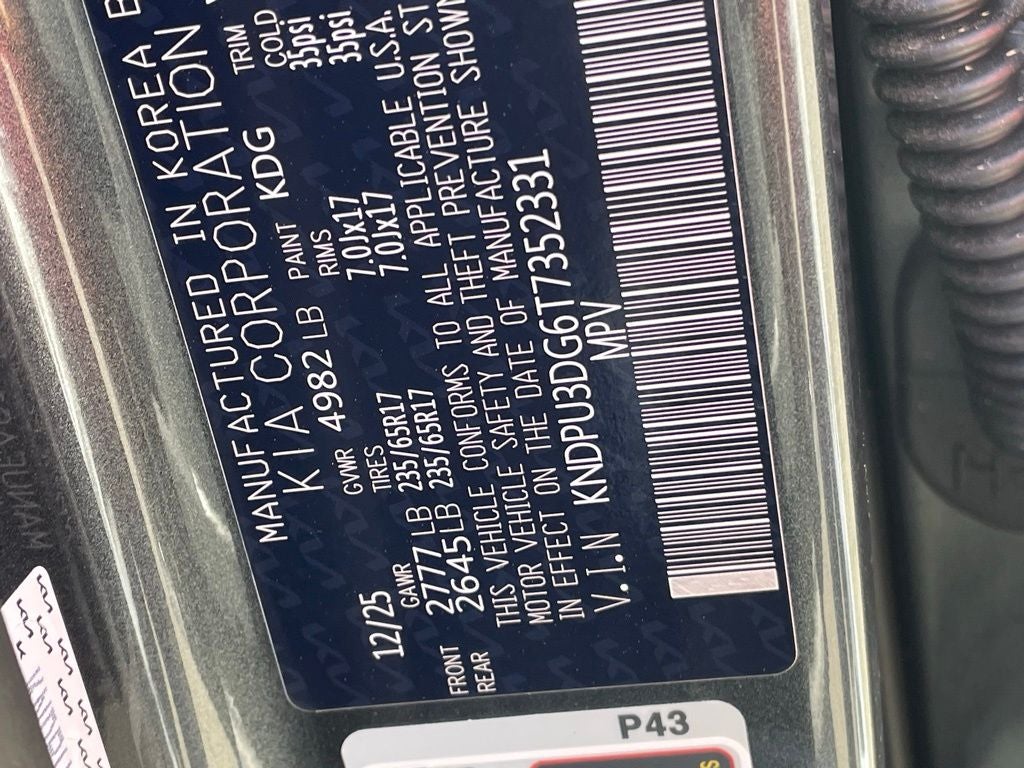 MANUFACTURED IN KOREA B
KIA CORPORATION
12/25 GVWR 4982 LB PAINT KDG TRIM
GAWR TIRES RIMS COLD
FRONT 2777 LB 235/65R17 7.0Jx17 35psi
REAR 2645LB 235/65R17 7.0Jx17 35psi
THIS VEHICLE CONFORMS TO ALL APPLICABLE U.S.A.
MOTOR VEHICLE SAFETY AND THEFT PREVENTION ST
IN EFFECT ON THE DATE OF MANUFACTURE SHOWN
V.I.N KNDPU3DG6T7352331
MPV
P43